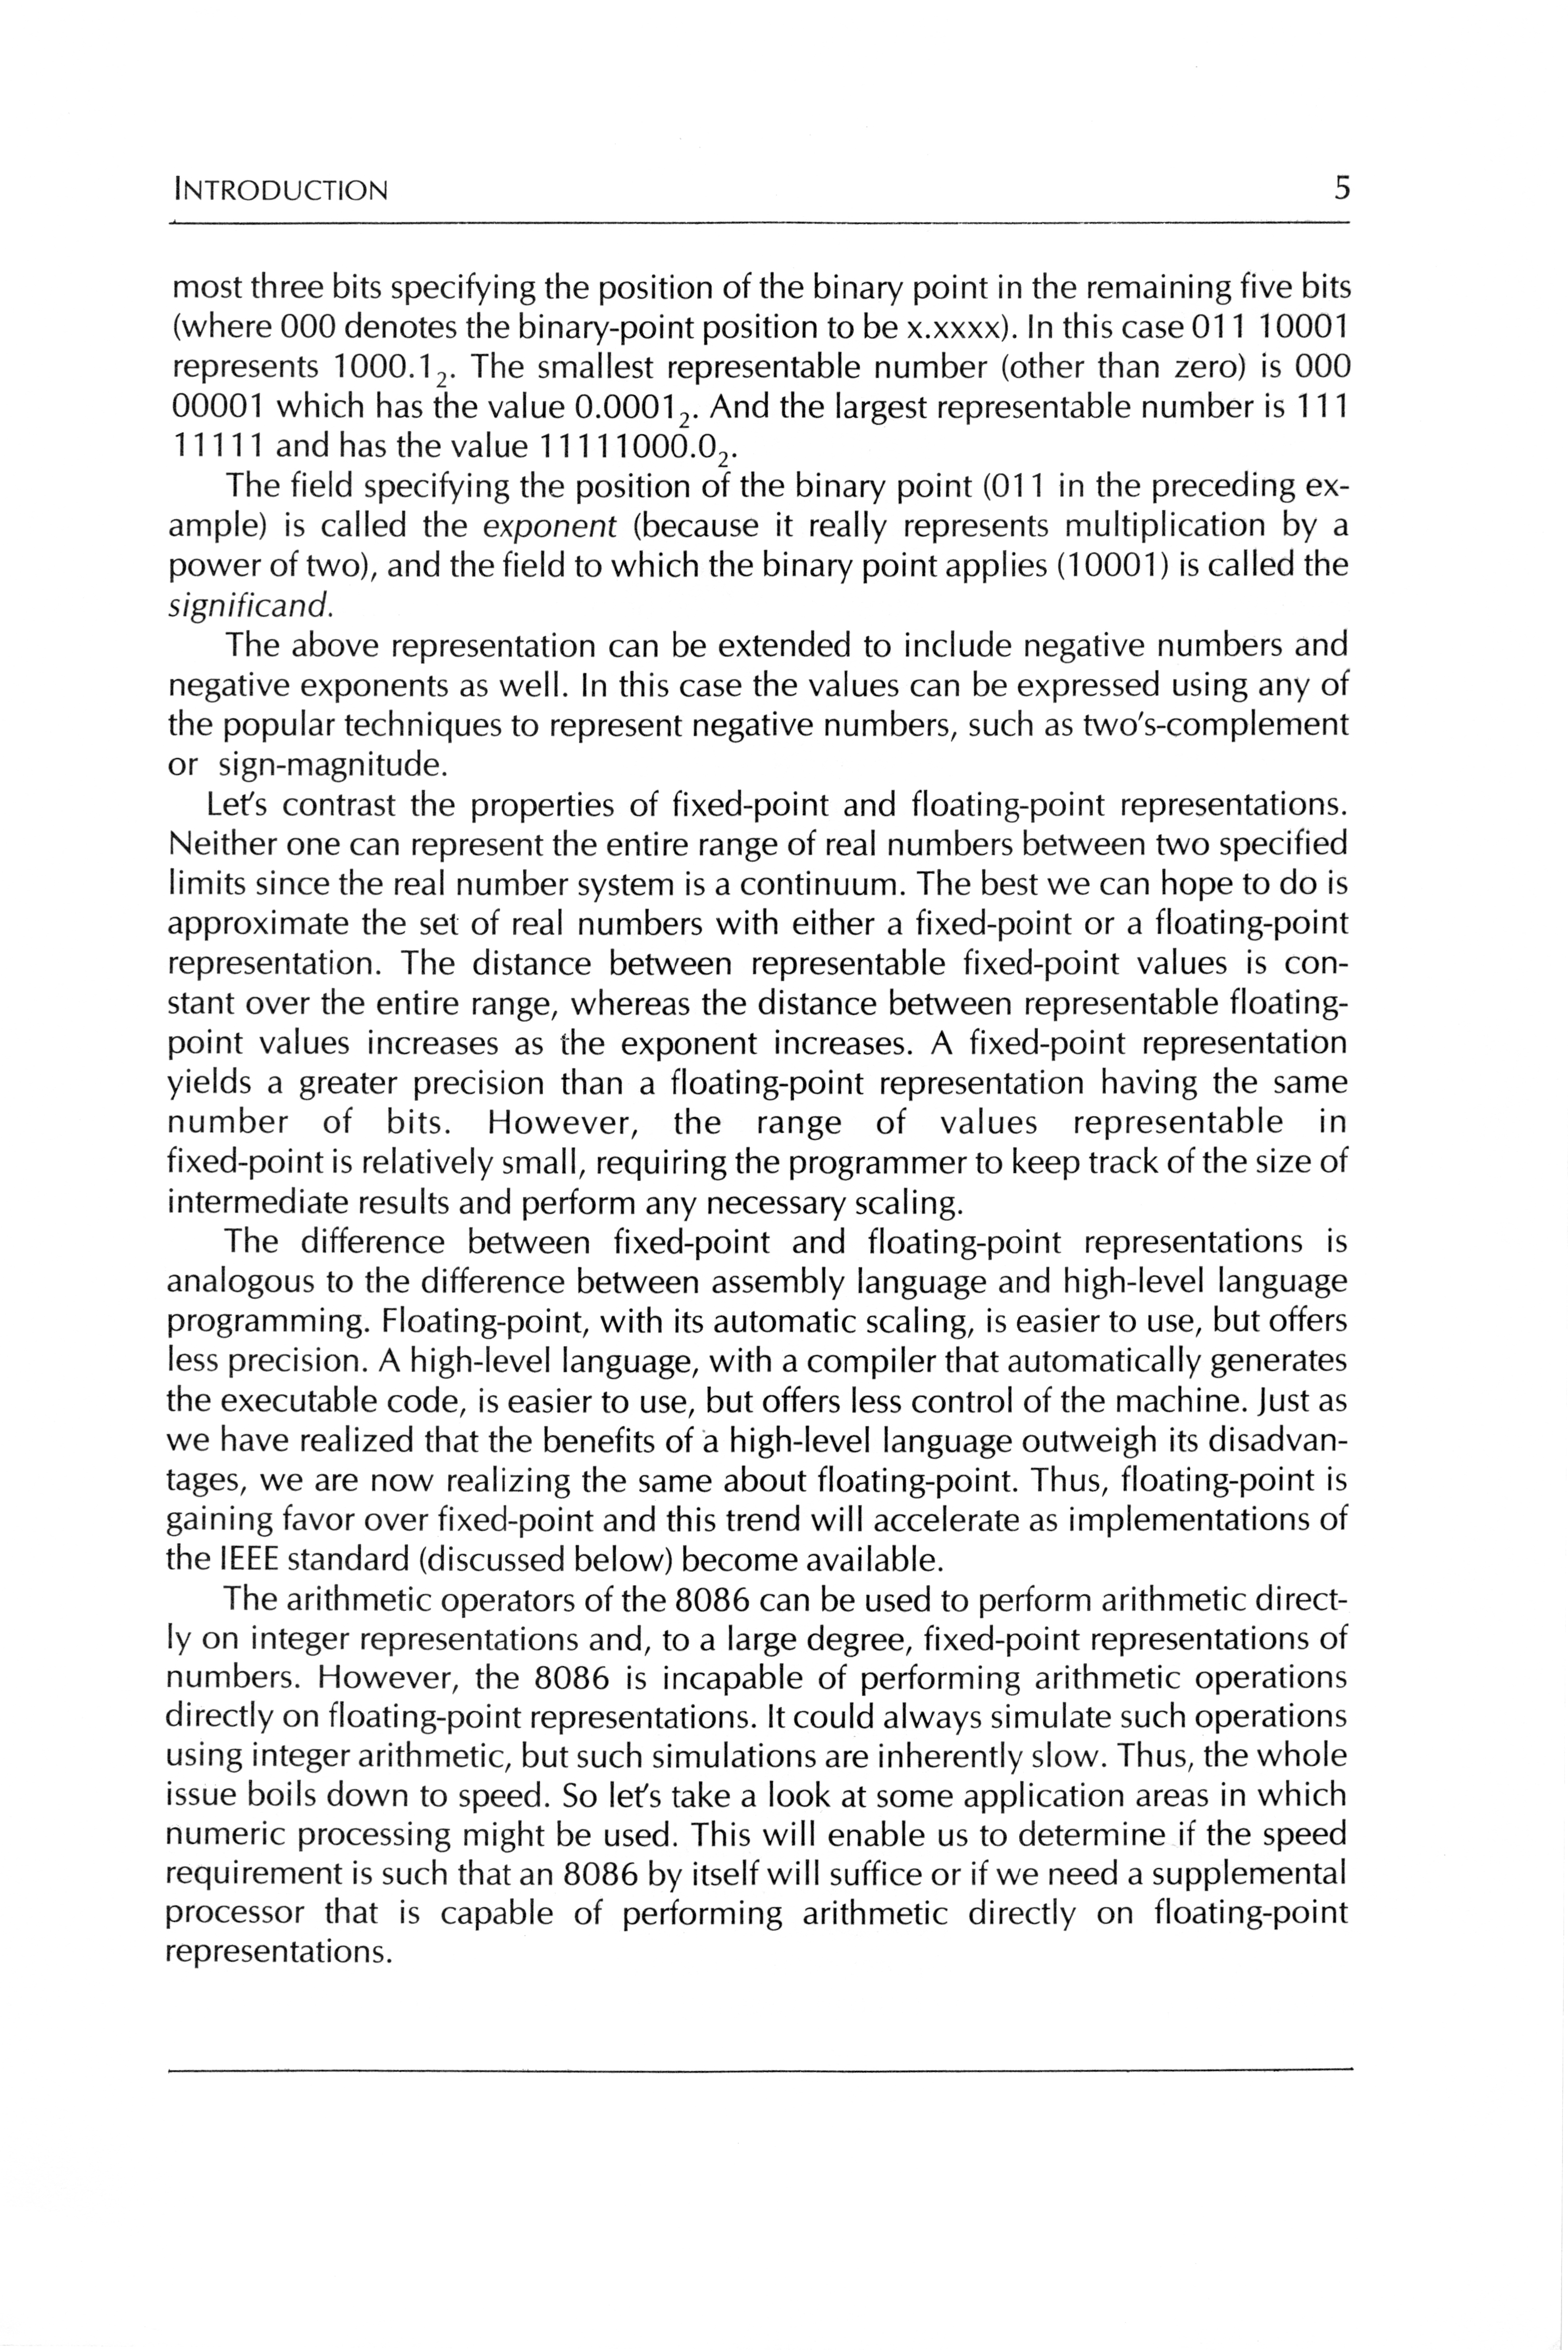 INTRODUCTION 5
most three bits specifying the position of the binary point in the remaining five bits
(where 000 denotes the binary-point position to be x.xxxx). In this case 011 10001
represents 1000.1₂. The smallest representable number (other than zero) is 000
00001 which has the value 0.0001₂. And the largest representable number is 111
11111 and has the value 11111000.0₂.
The field specifying the position of the binary point (011 in the preceding ex-
ample) is called the exponent (because it really represents multiplication by a
power of two), and the field to which the binary point applies (10001) is called the
significand.
The above representation can be extended to include negative numbers and
negative exponents as well. In this case the values can be expressed using any of
the popular techniques to represent negative numbers, such as two's-complement
or sign-magnitude.
Let's contrast the properties of fixed-point and floating-point representations.
Neither one can represent the entire range of real numbers between two specified
limits since the real number system is a continuum. The best we can hope to do is
approximate the set of real numbers with either a fixed-point or a floating-point
representation. The distance between representable fixed-point values is con-
stant over the entire range, whereas the distance between representable floating-
point values increases as the exponent increases. A fixed-point representation
yields a greater precision than a floating-point representation having the same
number of bits. However, the range of values representable in
fixed-point is relatively small, requiring the programmer to keep track of the size of
intermediate results and perform any necessary scaling.
The difference between fixed-point and floating-point representations is
analogous to the difference between assembly language and high-level language
programming. Floating-point, with its automatic scaling, is easier to use, but offers
less precision. A high-level language, with a compiler that automatically generates
the executable code, is easier to use, but offers less control of the machine. Just as
we have realized that the benefits of a high-level language outweigh its disadvan-
tages, we are now realizing the same about floating-point. Thus, floating-point is
gaining favor over fixed-point and this trend will accelerate as implementations of
the IEEE standard (discussed below) become available.
The arithmetic operators of the 8086 can be used to perform arithmetic direct-
ly on integer representations and, to a large degree, fixed-point representations of
numbers. However, the 8086 is incapable of performing arithmetic operations
directly on floating-point representations. It could always simulate such operations
using integer arithmetic, but such simulations are inherently slow. Thus, the whole
issue boils down to speed. So let's take a look at some application areas in which
numeric processing might be used. This will enable us to determine if the speed
requirement is such that an 8086 by itself will suffice or if we need a supplemental
processor that is capable of performing arithmetic directly on floating-point
representations.